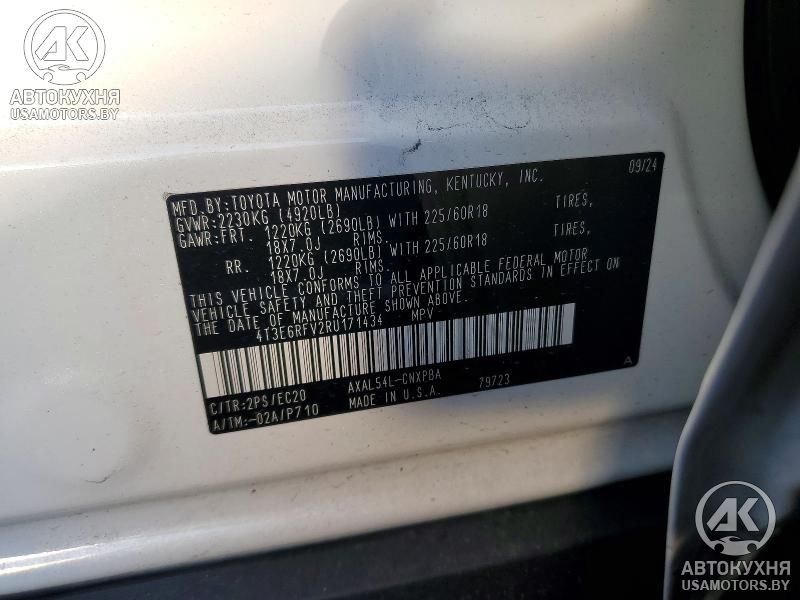 AK
АВТОКУХНЯ
USAMOTORS.BY
09/24
MFD.BY:TOYOTA MOTOR MANUFACTURING, KENTUCKY, INC.
GVWR:2230KG (4920LB)
GAWR:FRT. 1220KG (2690LB) WITH 225/60R18 TIRES,
18X7.0J RIMS.
RR. 1220KG (2690LB) WITH 225/60R18 TIRES,
18X7.0J RIMS.
THIS VEHICLE CONFORMS TO ALL APPLICABLE FEDERAL MOTOR
VEHICLE SAFETY AND THEFT PREVENTION STANDARDS IN EFFECT ON
THE DATE OF MANUFACTURE SHOWN ABOVE.
4T3E6RFV2RU171434 MPV
C/TR:2PS/EC20 AXAL54L-CNXPBA 79723 A
A/TM:-02A/P710 MADE IN U.S.A.
AK
АВТОКУХНЯ
USAMOTORS.BY